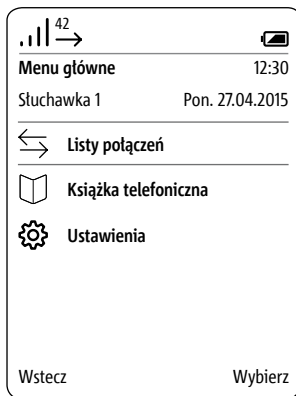 42
Menu główne 12:30
Słuchawka 1 Pon. 27.04.2015
Listy połączeń
Książka telefoniczna
Ustawienia
Wstecz Wybierz